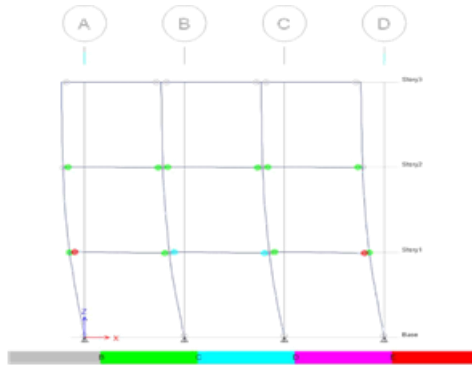 A B C D
Story3
Story2
Story1
Z
X
Base
B C D E